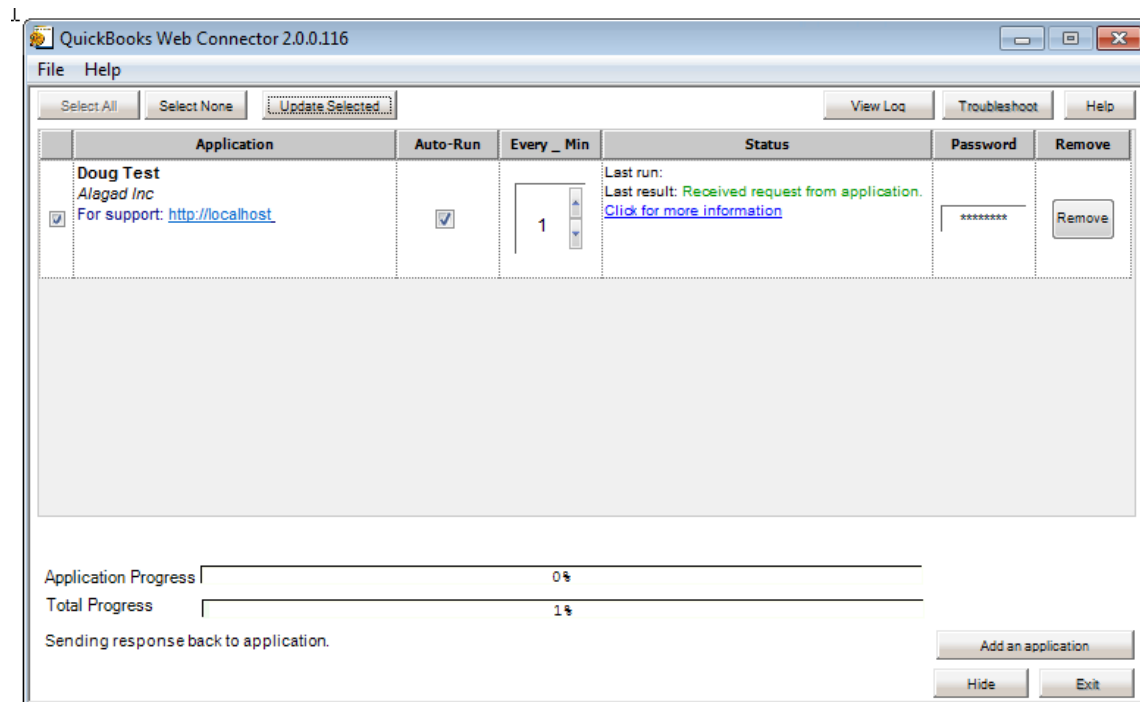 QuickBooks Web Connector 2.0.0.116
File Help
Select All Select None Update Selected View Log Troubleshoot Help
Application Auto-Run Every _ Min Status Password Remove
Doug Test
Alagad Inc
For support: http://localhost
1
Last run:
Last result: Received request from application.
Click for more information
********
Remove
Application Progress 0%
Total Progress 1%
Sending response back to application.
Add an application
Hide Exit